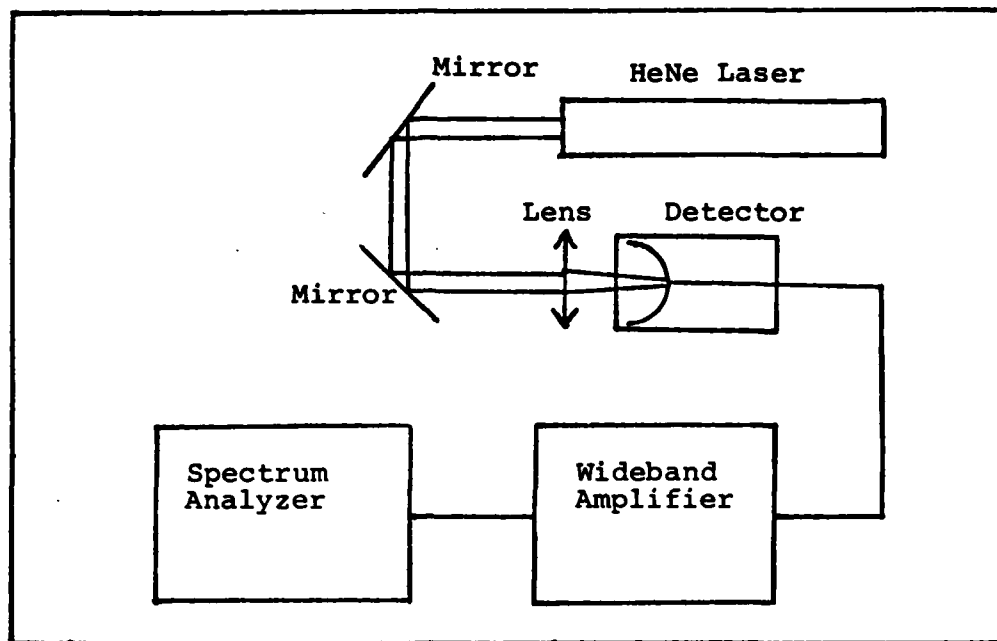 Mirror
HeNe Laser
Lens
Detector
Mirror
Spectrum
Analyzer
Wideband
Amplifier